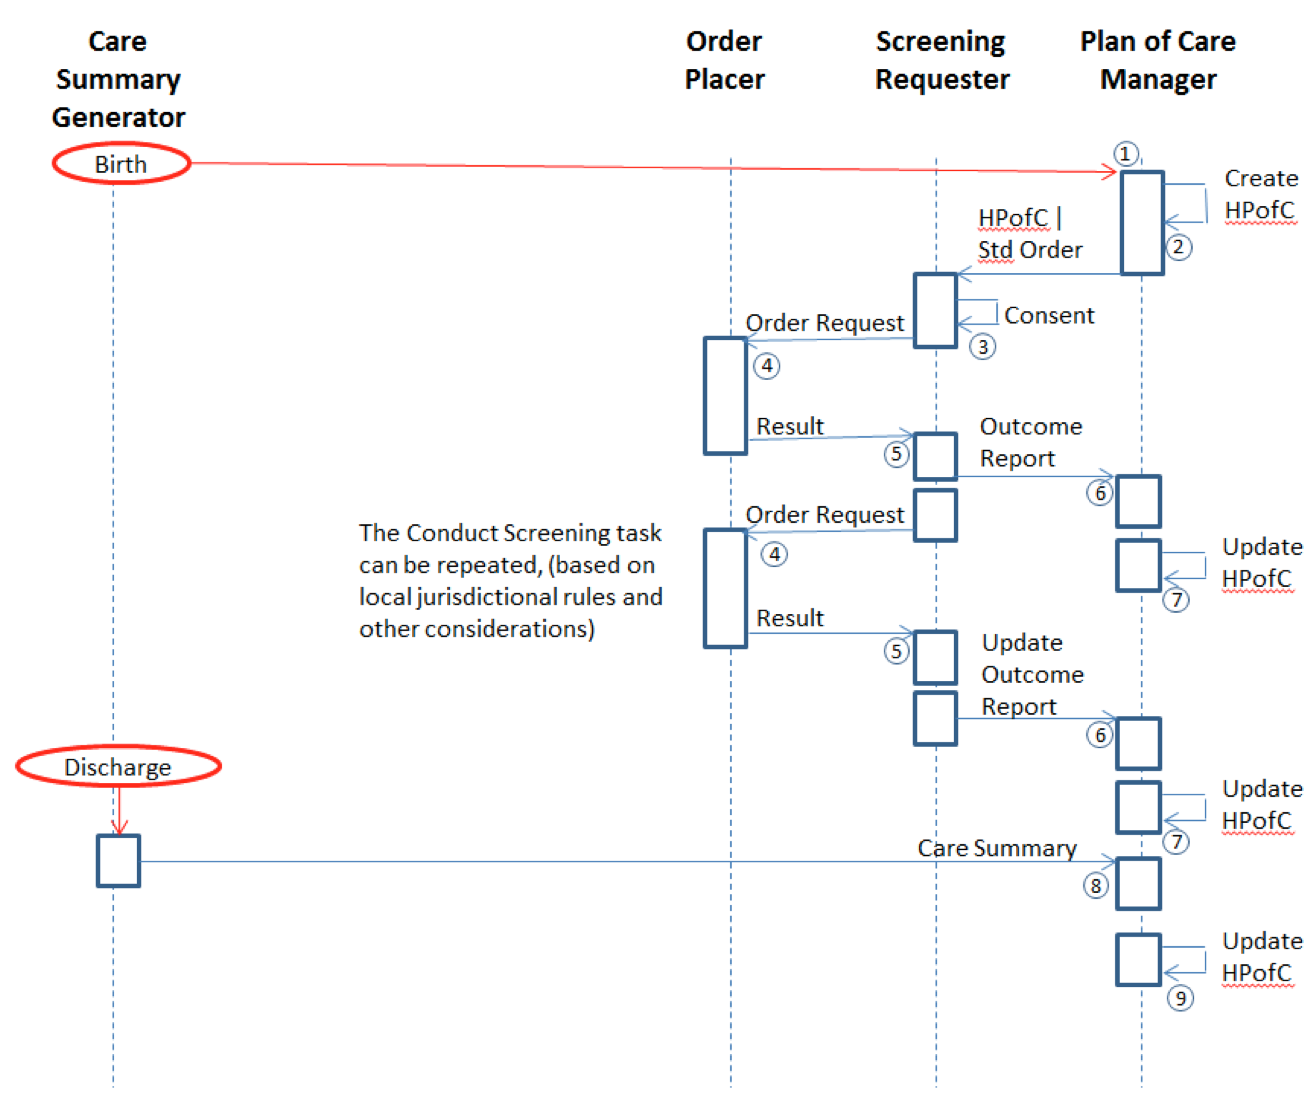 Care
Summary
Generator
Order
Placer
Screening
Requester
Plan of Care
Manager
Birth
1
Create
HPofC
2
HPofC |
Std Order
Consent
3
Order Request
4
Result
5
Outcome
Report
6
Order Request
4
The Conduct Screening task
can be repeated, (based on
local jurisdictional rules and
other considerations)
Update
HPofC
7
Result
5
Update
Outcome
Report
6
Discharge
Update
HPofC
7
Care Summary
8
Update
HPofC
9